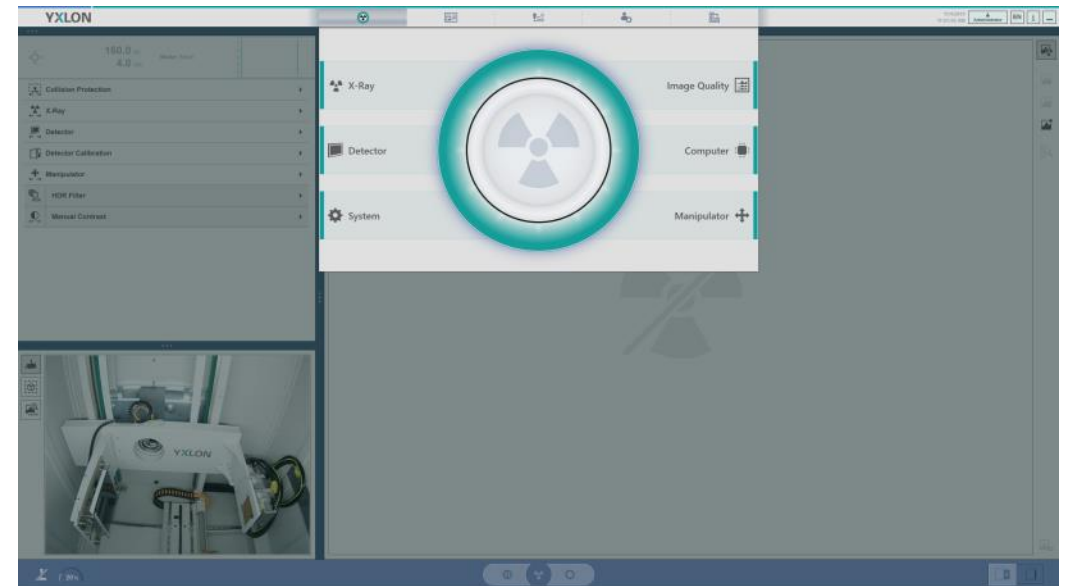 YXLON
EN
160.0
4.0
X-Ray
Image Quality
Detector
Computer
System
Manipulator
Collision Protection
X-Ray
Detector
Detector Calibration
Manipulator
HDR Filter
Manual Contrast
YXLON